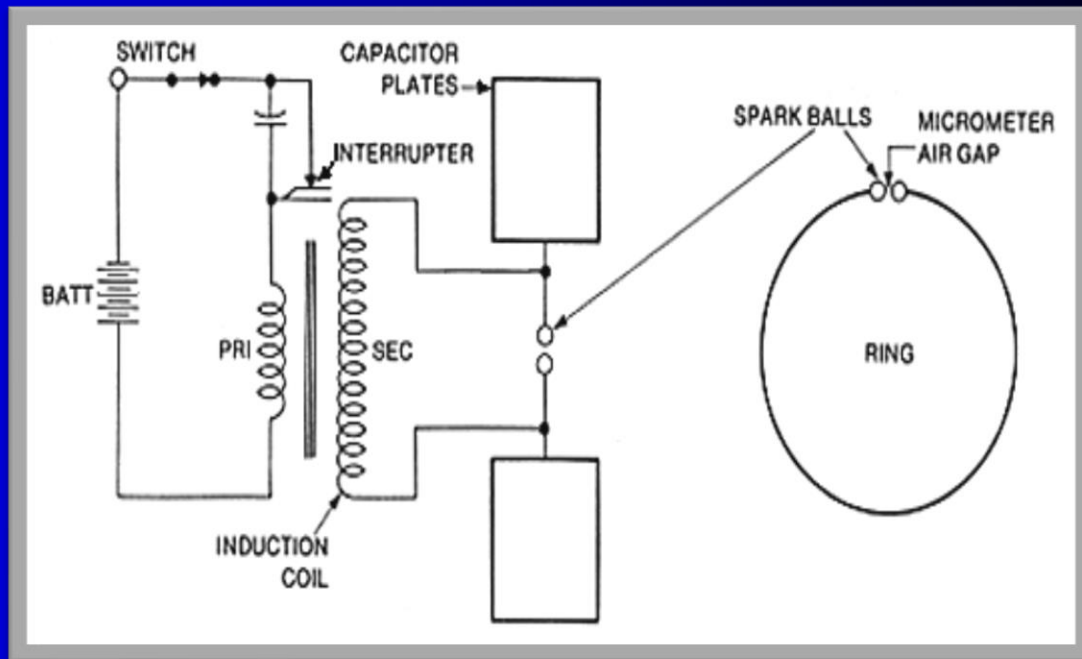 SWITCH
CAPACITOR
PLATES
SPARK BALLS
MICROMETER
AIR GAP
INTERRUPTER
BATT
PRI
SEC
RING
INDUCTION
COIL